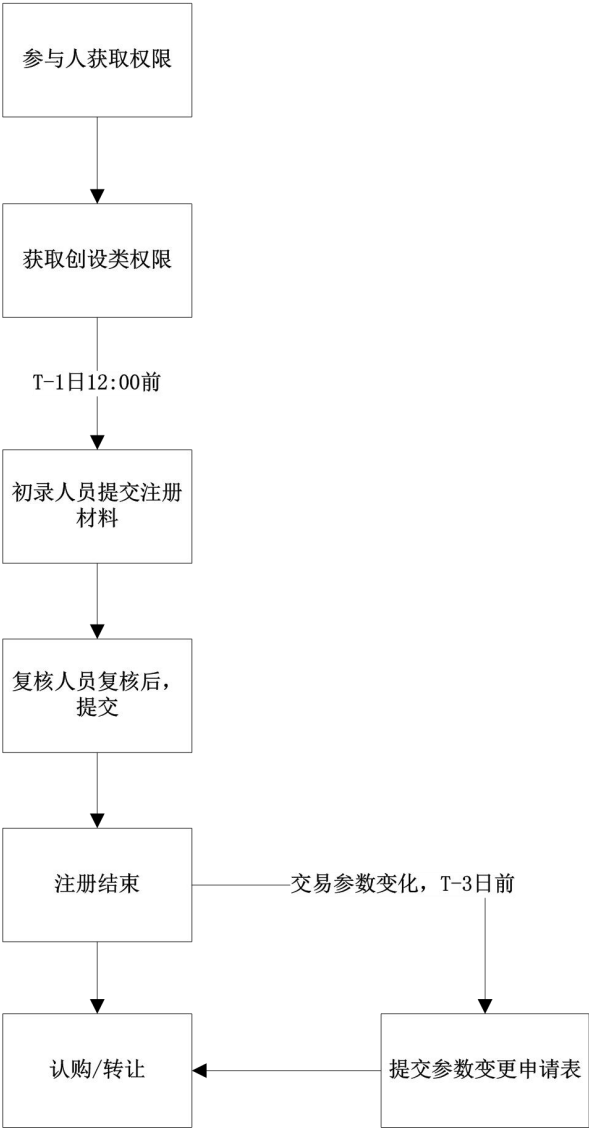 参与人获取权限
获取创设类权限
T-1日12:00前
初录人员提交注册
材料
复核人员复核后，
提交
注册结束
交易参数变化，T-3日前
认购/转让
提交参数变更申请表